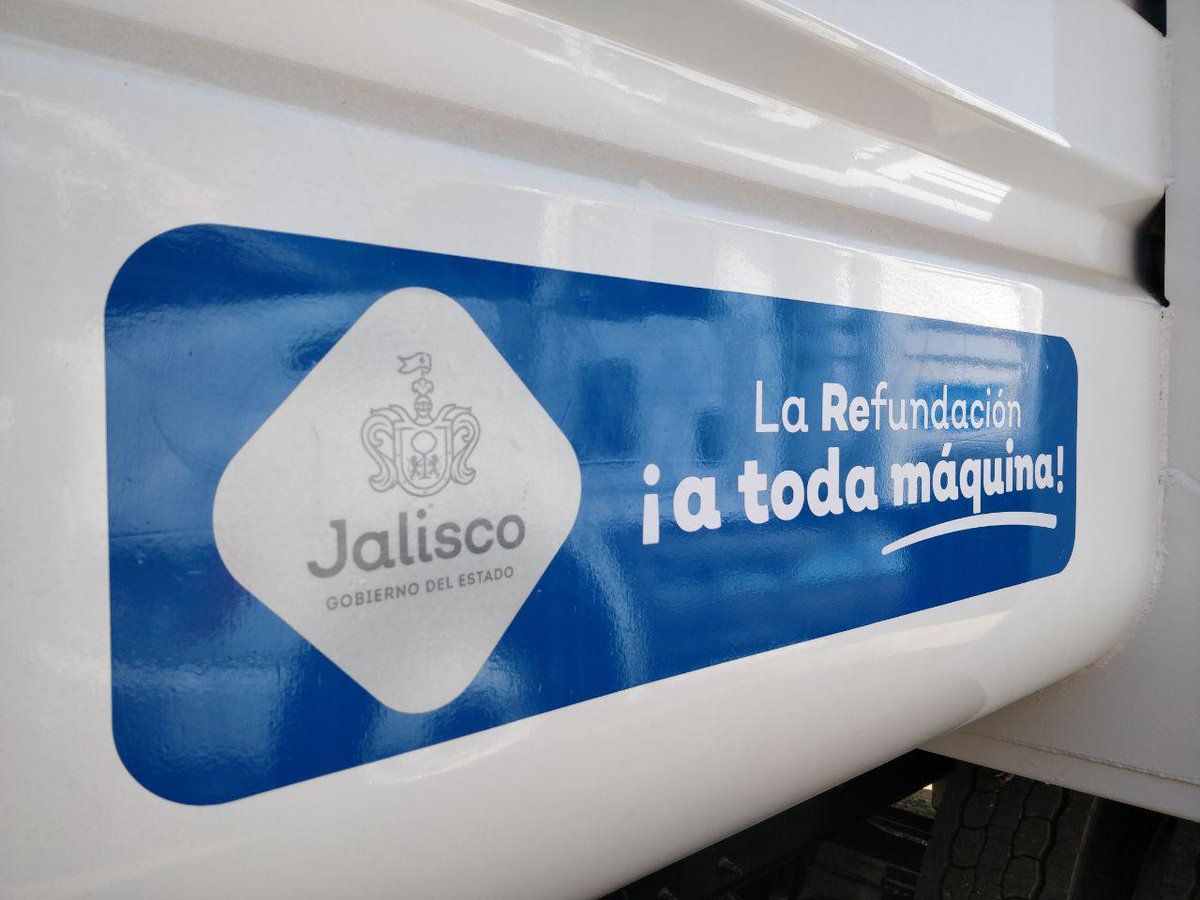 Jalisco
GOBIERNO DEL ESTADO
La Refundación
¡a toda máquina!